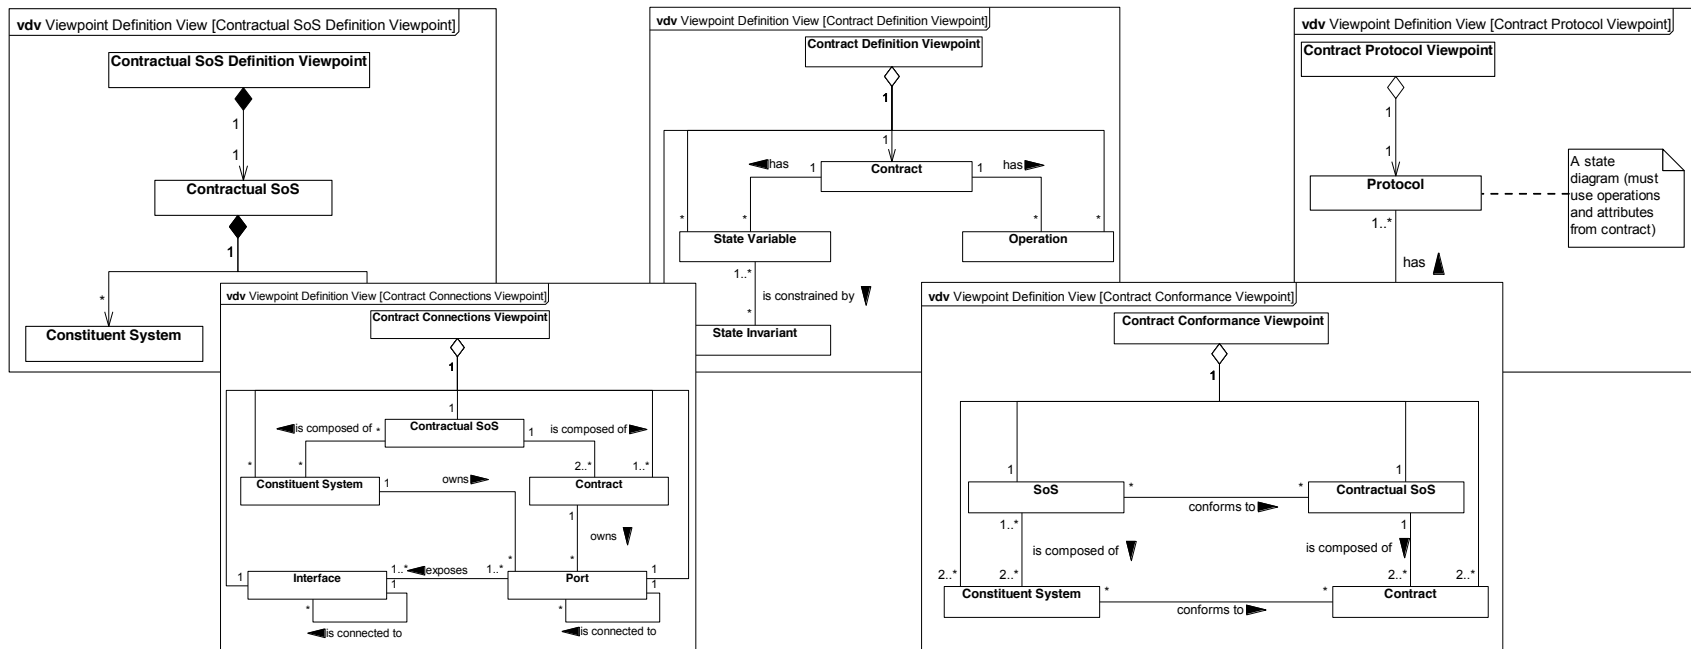 vdv Viewpoint Definition View [Contractual SoS Definition Viewpoint]
Contractual SoS Definition Viewpoint
1
1
Contractual SoS
1
*
Constituent System
vdv Viewpoint Definition View [Contract Definition Viewpoint]
Contract Definition Viewpoint
1
1
has
1
Contract
1
has
*
*
*
*
State Variable
Operation
1..*
is constrained by
*
State Invariant
vdv Viewpoint Definition View [Contract Protocol Viewpoint]
Contract Protocol Viewpoint
1
1
Protocol
1..*
has
A state
diagram (must
use operations
and attributes
from contract)
vdv Viewpoint Definition View [Contract Connections Viewpoint]
Contract Connections Viewpoint
1
1
is composed of
*
Contractual SoS
1
is composed of
*
*
2..*
1..*
Constituent System
1
owns
Contract
1
owns
*
*
1
Interface
1..*
exposes
1..*
Port
1
1
1
*
*
is connected to
is connected to
vdv Viewpoint Definition View [Contract Conformance Viewpoint]
Contract Conformance Viewpoint
1
1
1
SoS
*
*
Contractual SoS
conforms to
1..*
1
is composed of
is composed of
2..*
2..*
2..*
2..*
Constituent System
*
*
Contract
conforms to